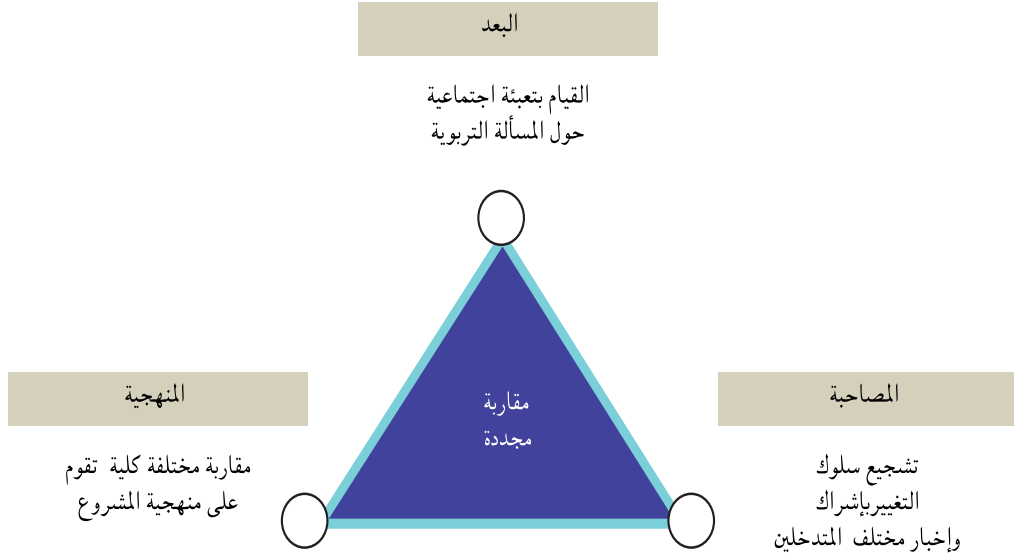 البعد
القيام بتعبئة اجتماعية
حول المسألة التربوية
المصاحبة
تشجيع سلوك
التغييربإشراك
وإخبار مختلف المتدخلين
مقاربة
مجددة
المنهجية
مقاربة مختلفة كلية تقوم
على منهجية المشروع